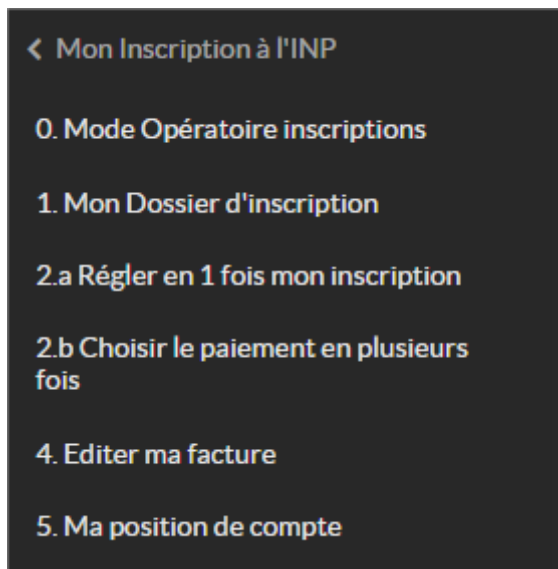 Mon Inscription à l'INP
0. Mode Opératoire inscriptions
1. Mon Dossier d'inscription
2.a Régler en 1 fois mon inscription
2.b Choisir le paiement en plusieurs
fois
4. Editer ma facture
5. Ma position de compte